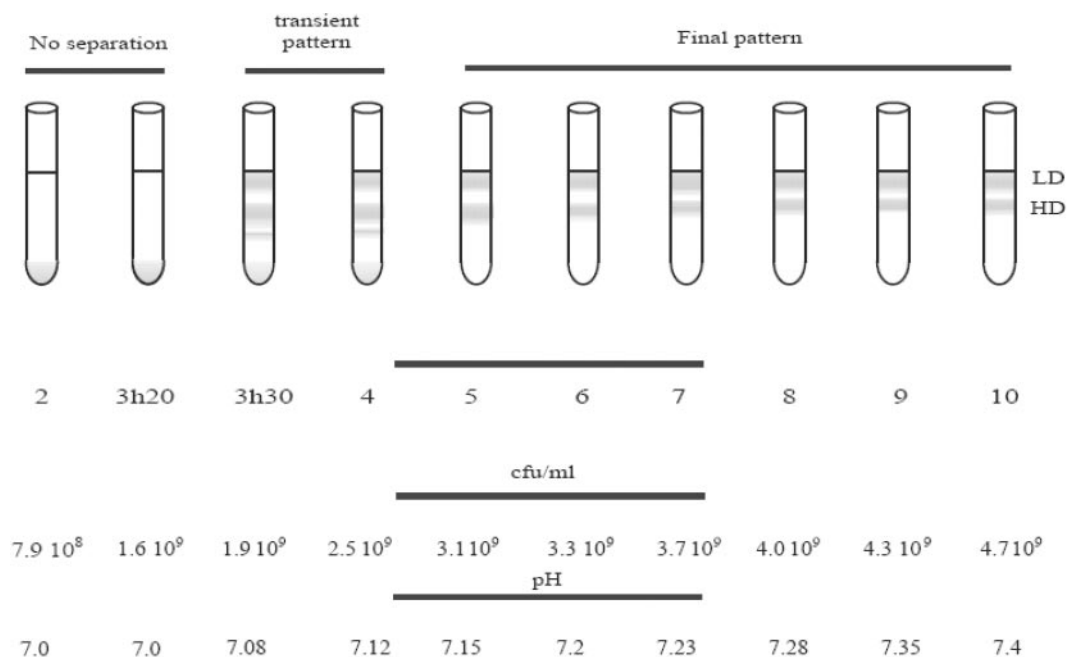 No separation
transient
pattern
Final pattern
LD
HD
2 3h20 3h30 4 5 6 7 8 9 10
cfu/ml
7.9 10⁸ 1.6 10⁹ 1.9 10⁹ 2.5 10⁹ 3.1 10⁹ 3.3 10⁹ 3.7 10⁹ 4.0 10⁹ 4.3 10⁹ 4.7 10⁹
pH
7.0 7.0 7.08 7.12 7.15 7.2 7.23 7.28 7.35 7.4